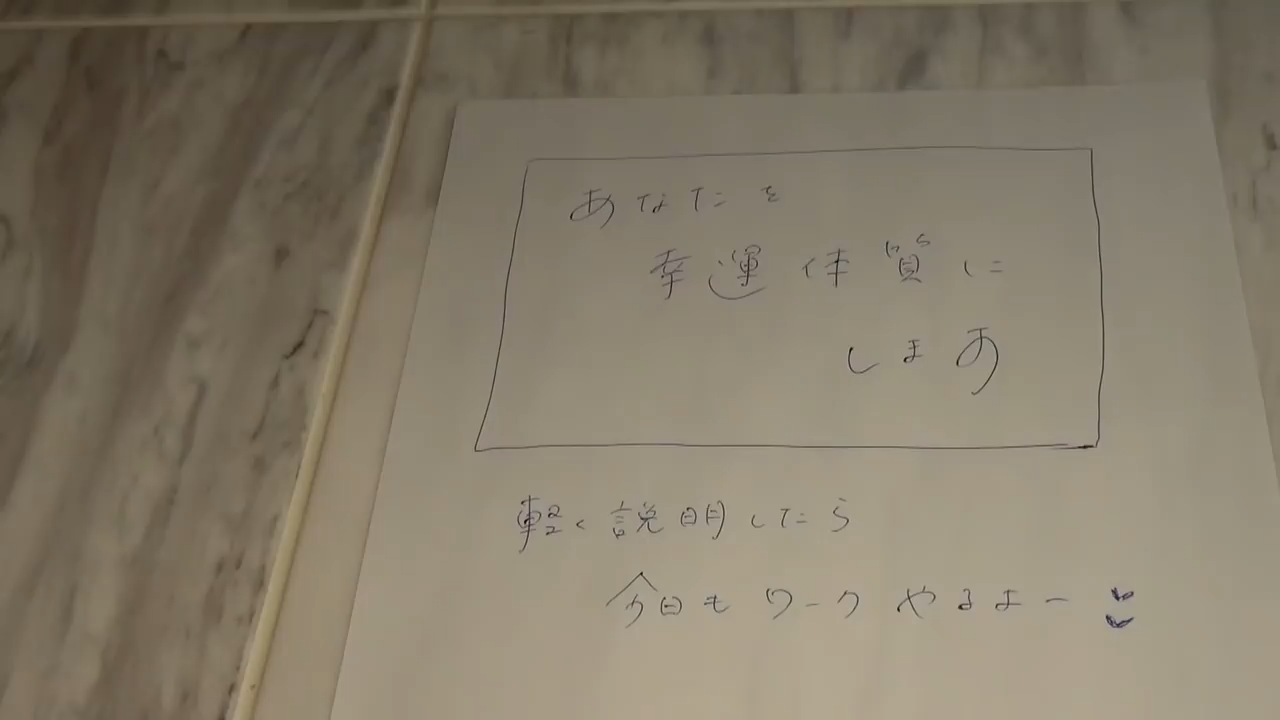 あなたを
幸運体質に
します
軽く説明したら
今日もワークやるよー